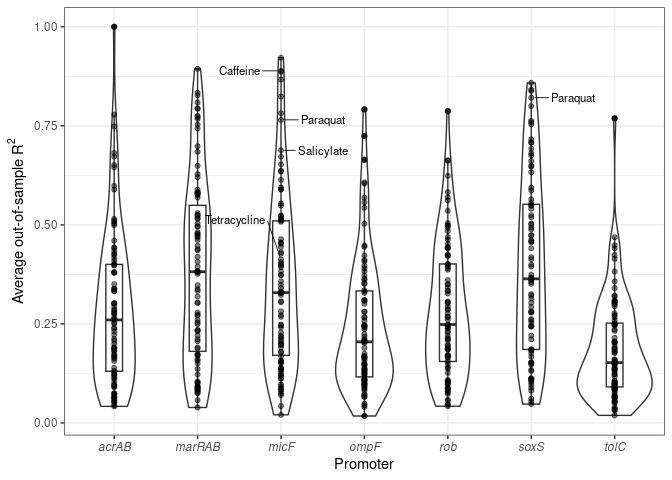 1.00
Caffeine
Paraquat
Paraquat
0.75
Salicylate
Average out-of-sample R²
0.50
Tetracycline
0.25
0.00
acrAB marRAB micF ompF rob soxS tolC
Promoter